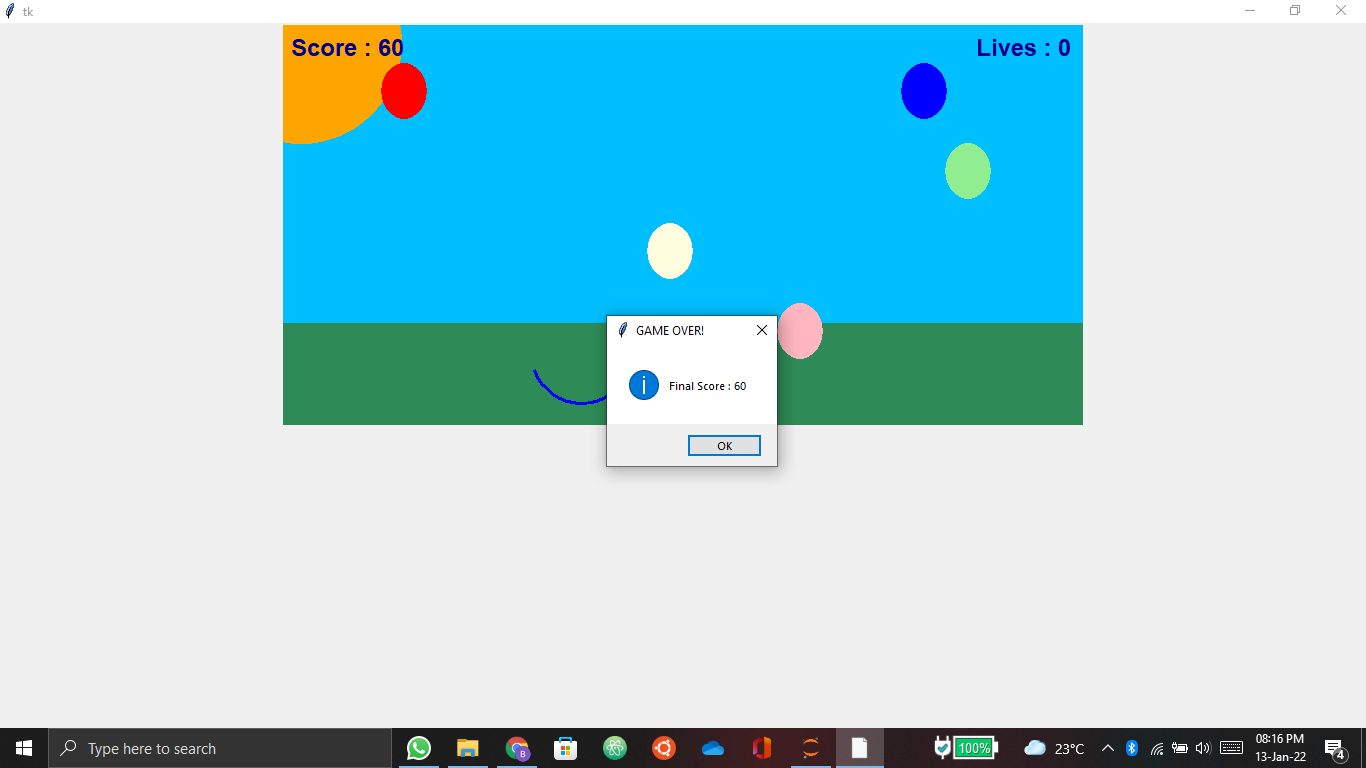 tk
Score : 60
Lives : 0
GAME OVER!
Final Score : 60
OK
Type here to search
B
100%
23°C
08:16 PM
13-Jan-22
4